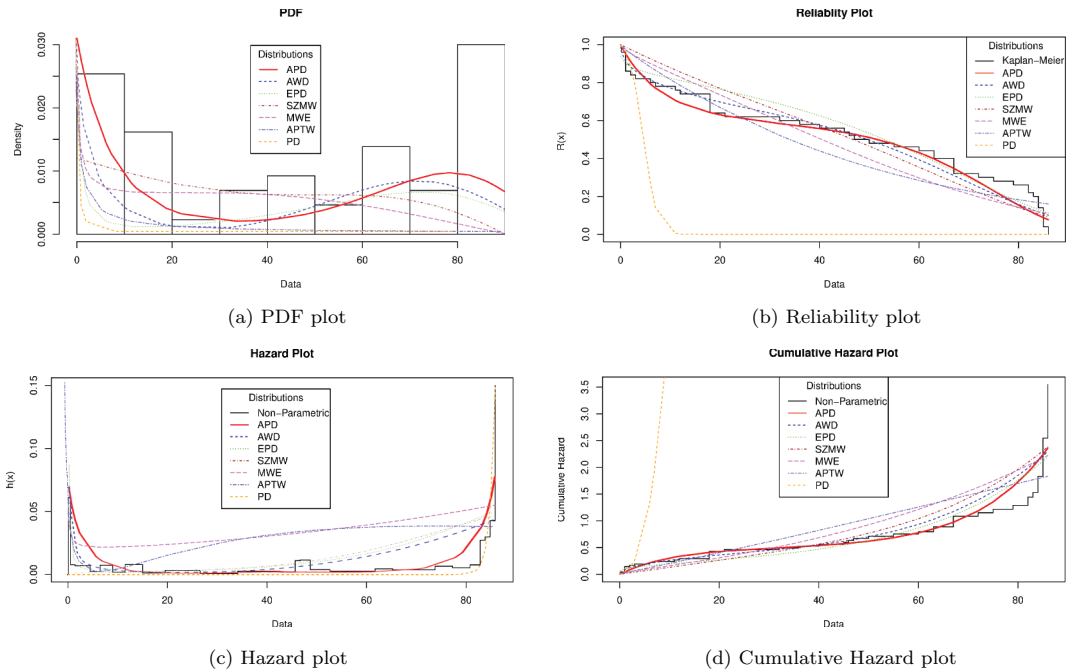 PDF
Density
0.000
0.010
0.020
0.030
Distributions
APD
AWD
EPD
SZMW
MWE
APTW
PD
0
20
40
60
80
Data
(a) PDF plot
Reliablity Plot
R(x)
0.0
0.2
0.4
0.6
0.8
1.0
Distributions
Kaplan-Meier
APD
AWD
EPD
SZMW
MWE
APTW
PD
0
20
40
60
80
Data
(b) Reliability plot
Hazard Plot
h(x)
0.00
0.05
0.10
0.15
Distributions
Non-Parametric
APD
AWD
EPD
SZMW
MWE
APTW
PD
0
20
40
60
80
Data
(c) Hazard plot
Cumulative Hazard Plot
Cumulative Hazard
0.0
0.5
1.0
1.5
2.0
2.5
3.0
3.5
Distributions
Non-Parametric
APD
AWD
EPD
SZMW
MWE
APTW
PD
0
20
40
60
80
Data
(d) Cumulative Hazard plot